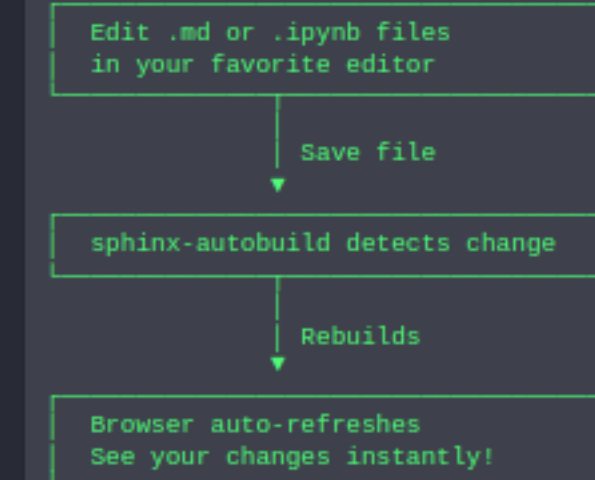 Edit .md or .ipynb files
in your favorite editor
Save file
sphinx-autobuild detects change
Rebuilds
Browser auto-refreshes
See your changes instantly!